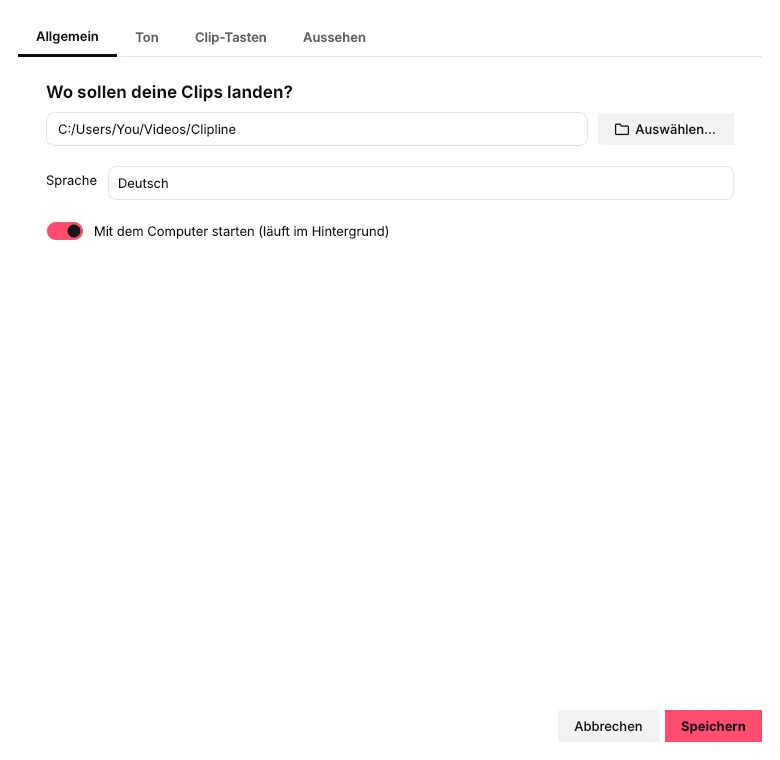 Allgemein Ton Clip-Tasten Aussehen
Wo sollen deine Clips landen?
C:/Users/You/Videos/Clipline Auswählen...
Sprache Deutsch
Mit dem Computer starten (läuft im Hintergrund)
Abbrechen Speichern